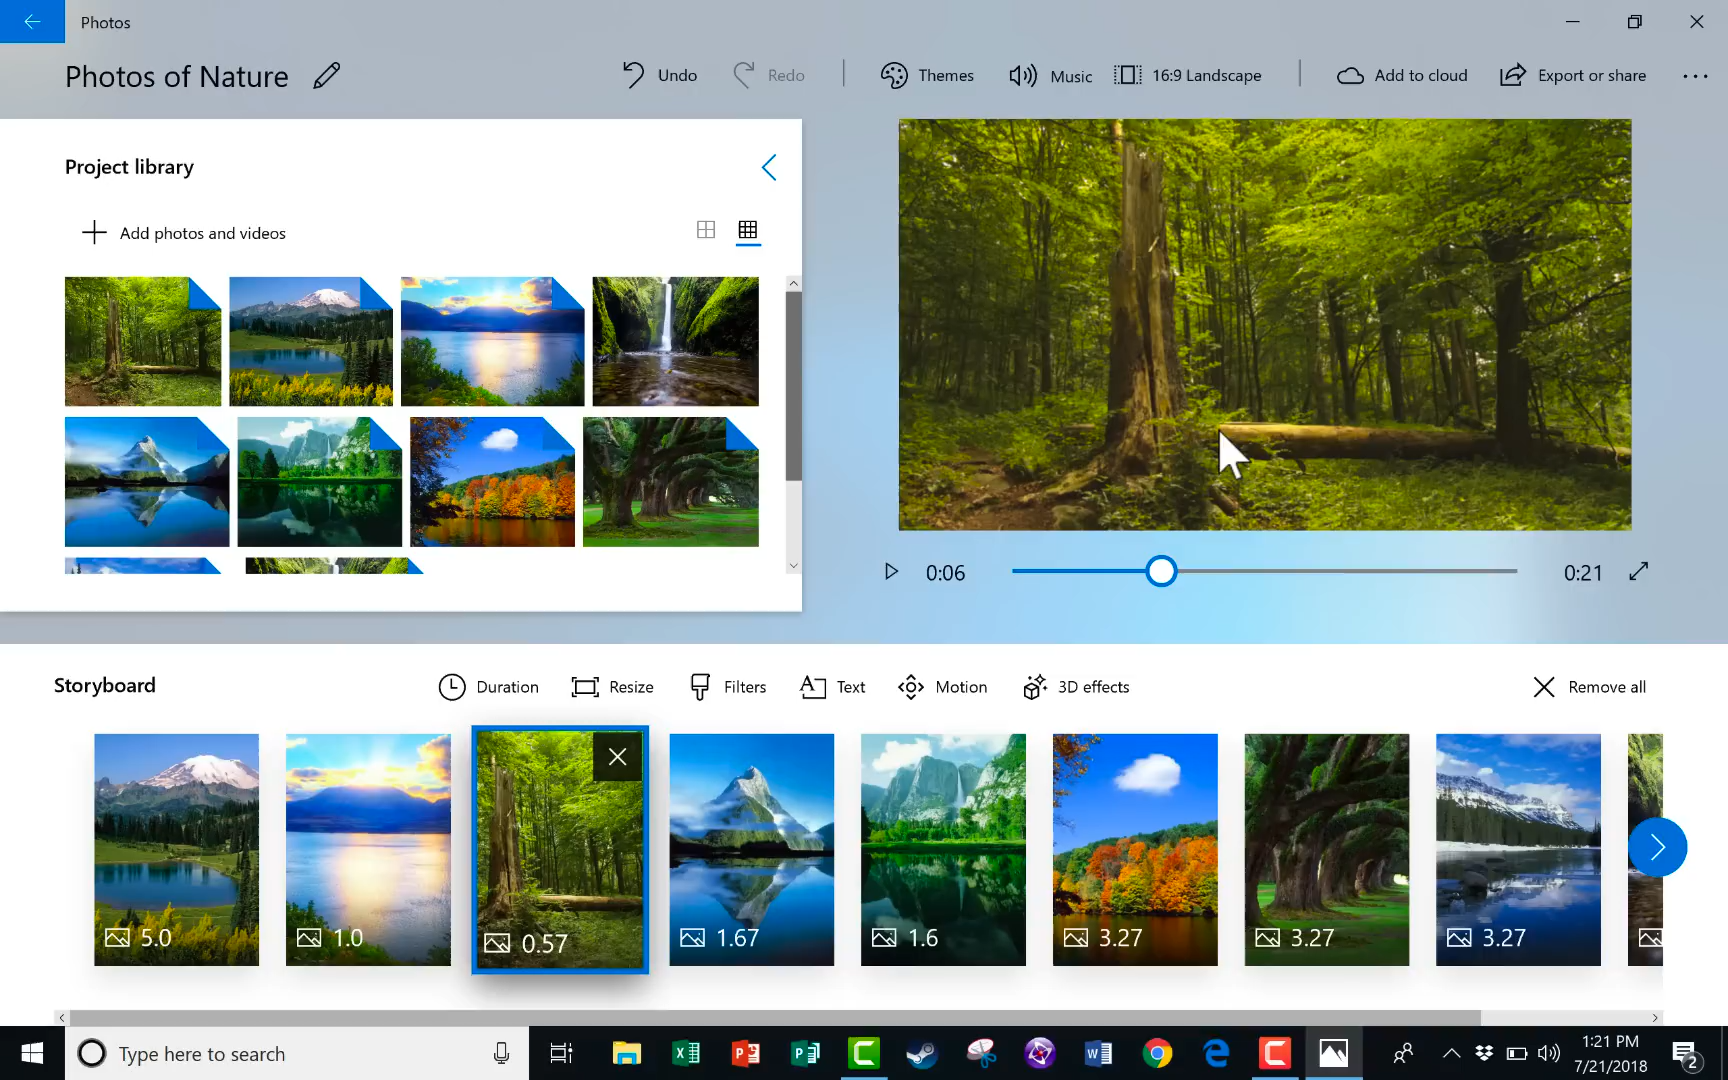 Photos
Photos of Nature
Undo
Redo
Themes
Music
16:9 Landscape
Add to cloud
Export or share
Project library
Add photos and videos
0:06
0:21
Storyboard
Duration
Resize
Filters
Text
Motion
3D effects
Remove all
5.0
1.0
0.57
1.67
1.6
3.27
3.27
3.27
Type here to search
1:21 PM
7/21/2018
2